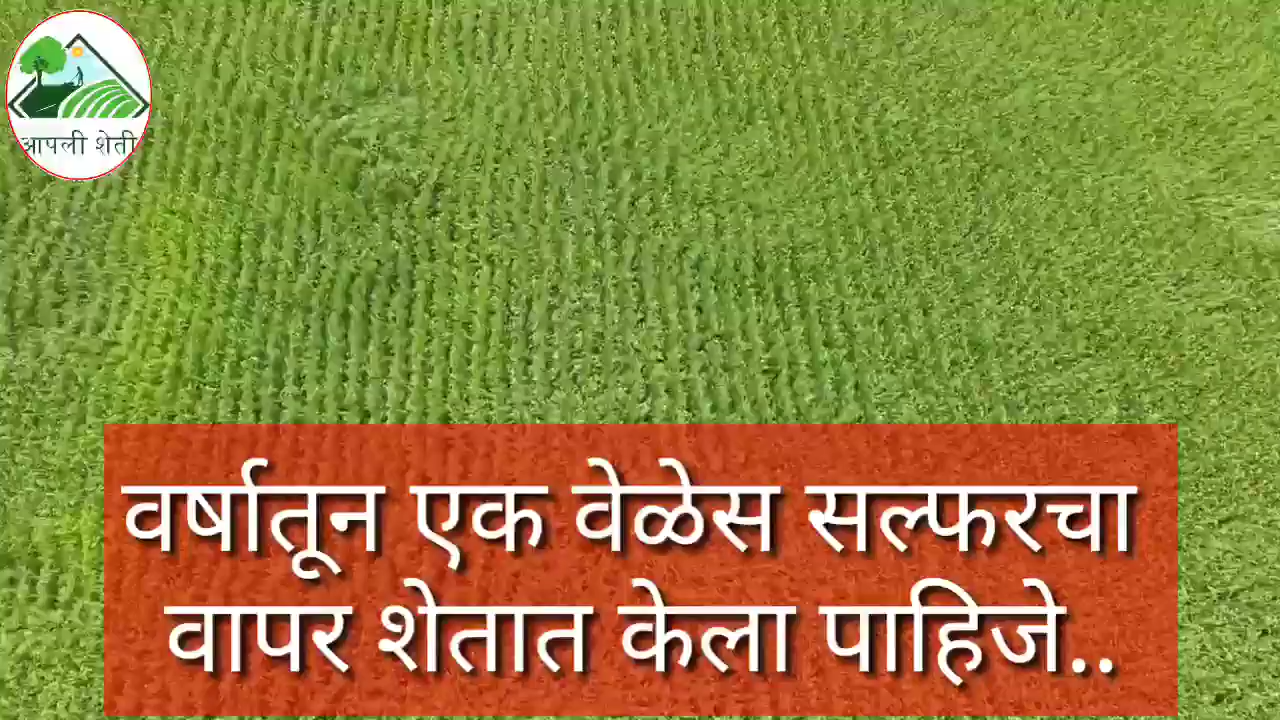 आपली शेती
वर्षातून एक वेळेस सल्फरचा
वापर शेतात केला पाहिजे..